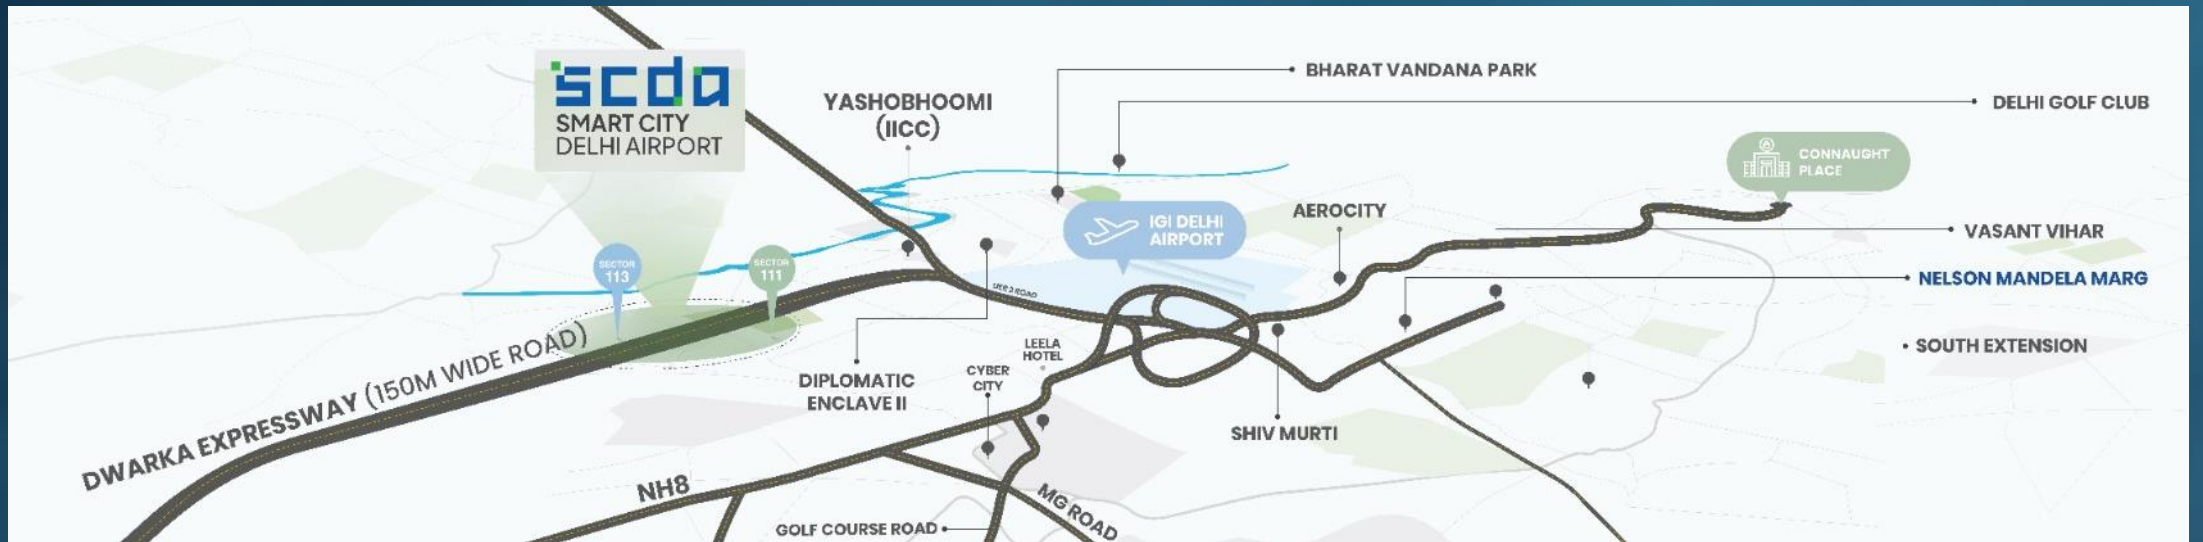 scda
SMART CITY
DELHI AIRPORT
YASHOBHOOMI
(IICC)
BHARAT VANDANA PARK
DELHI GOLF CLUB
CONNAUGHT
PLACE
IGI DELHI
AIRPORT
AEROCITY
VASANT VIHAR
SECTOR
113
SECTOR
111
NELSON MANDELA MARG
SOUTH EXTENSION
DWARKA EXPRESSWAY (150M WIDE ROAD)
DIPLOMATIC
ENCLAVE II
LEELA
HOTEL
CYBER
CITY
SHIV MURTI
NH8
MG ROAD
GOLF COURSE ROAD